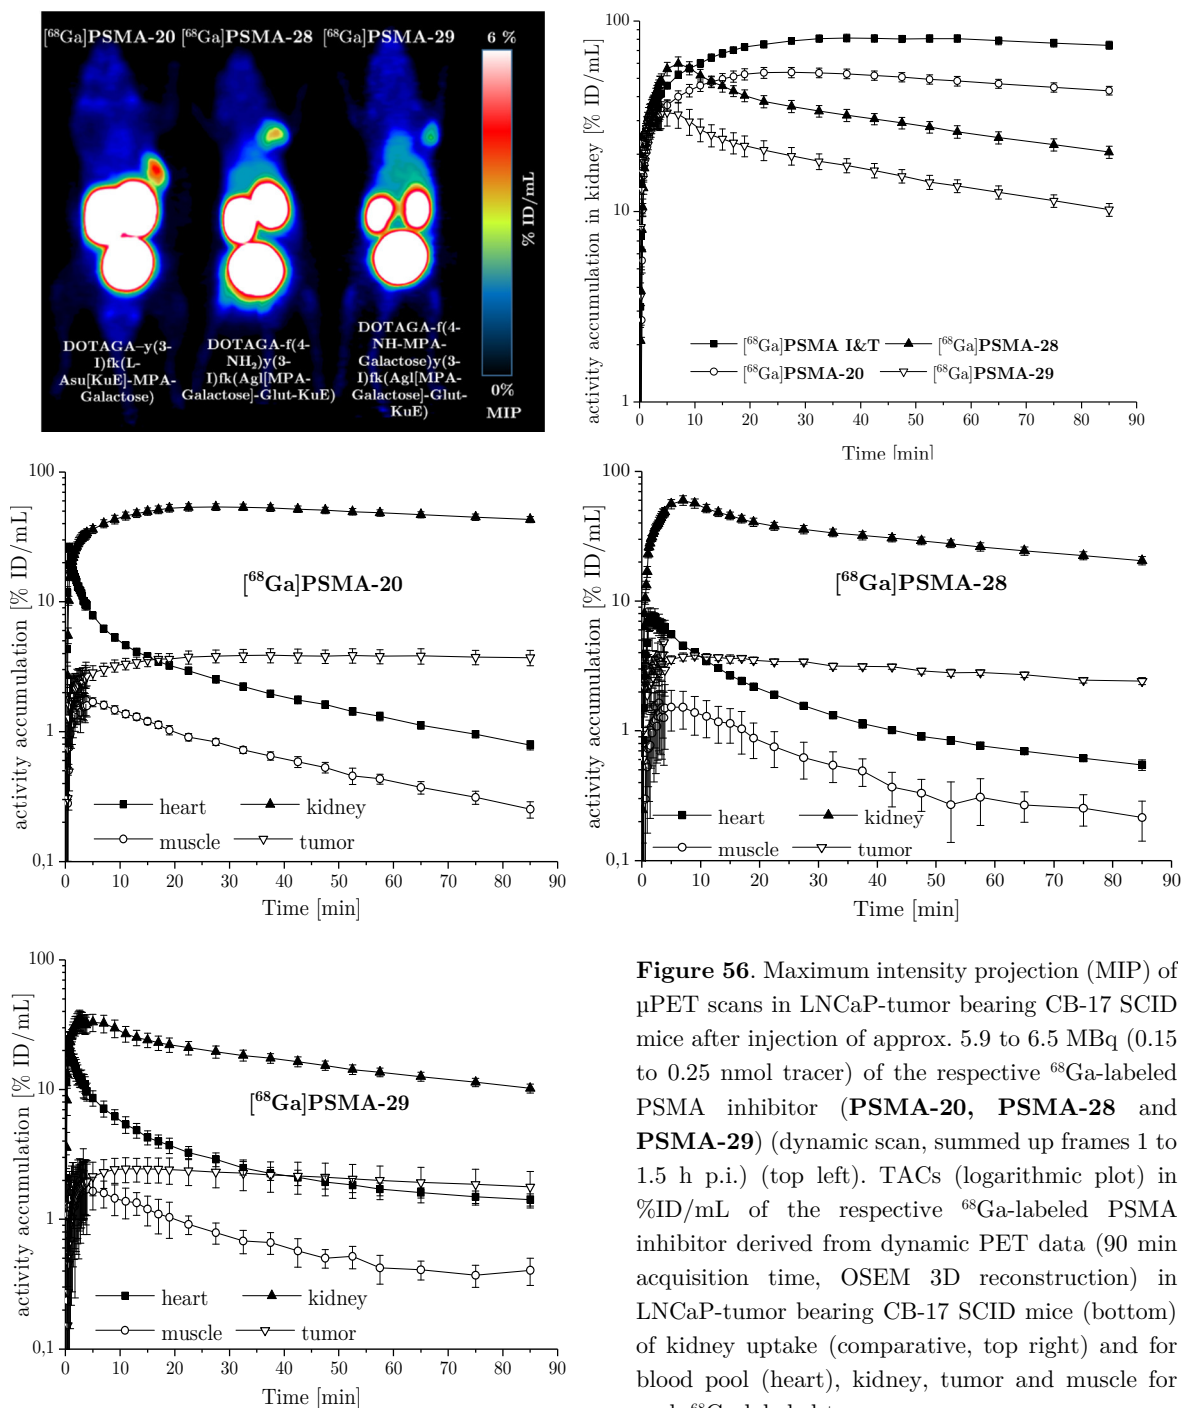 [⁶⁸Ga]PSMA-20 [⁶⁸Ga]PSMA-28 [⁶⁸Ga]PSMA-29
6 %
% ID/mL
0%
MIP
DOTAGA–y(3-
I)fk(L-
Asu[KuE]-MPA-
Galactose)
DOTAGA-f(4-
NH₂)y(3-
I)fk(Agl[MPA-
Galactose]-Glut-KuE)
DOTAGA-f(4-
NH-MPA-
Galactose)y(3-
I)fk(Agl[MPA-
Galactose]-Glut-
KuE)
activity accumulation in kidney [% ID/mL]
100
10
1
[⁶⁸Ga]PSMA I&T
[⁶⁸Ga]PSMA-28
[⁶⁸Ga]PSMA-20
[⁶⁸Ga]PSMA-29
0 10 20 30 40 50 60 70 80 90
Time [min]
activity accumulation [% ID/mL]
100
10
1
0,1
[⁶⁸Ga]PSMA-20
heart
kidney
muscle
tumor
0 10 20 30 40 50 60 70 80 90
Time [min]
activity accumulation [% ID/mL]
100
10
1
0,1
[⁶⁸Ga]PSMA-28
heart
kidney
muscle
tumor
0 10 20 30 40 50 60 70 80 90
Time [min]
activity accumulation [% ID/mL]
100
10
1
0,1
[⁶⁸Ga]PSMA-29
heart
kidney
muscle
tumor
0 10 20 30 40 50 60 70 80 90
Time [min]
Figure 56. Maximum intensity projection (MIP) of
µPET scans in LNCaP-tumor bearing CB-17 SCID
mice after injection of approx. 5.9 to 6.5 MBq (0.15
to 0.25 nmol tracer) of the respective ⁶⁸Ga-labeled
PSMA inhibitor (PSMA-20, PSMA-28 and
PSMA-29) (dynamic scan, summed up frames 1 to
1.5 h p.i.) (top left). TACs (logarithmic plot) in
%ID/mL of the respective ⁶⁸Ga-labeled PSMA
inhibitor derived from dynamic PET data (90 min
acquisition time, OSEM 3D reconstruction) in
LNCaP-tumor bearing CB-17 SCID mice (bottom)
of kidney uptake (comparative, top right) and for
blood pool (heart), kidney, tumor and muscle for